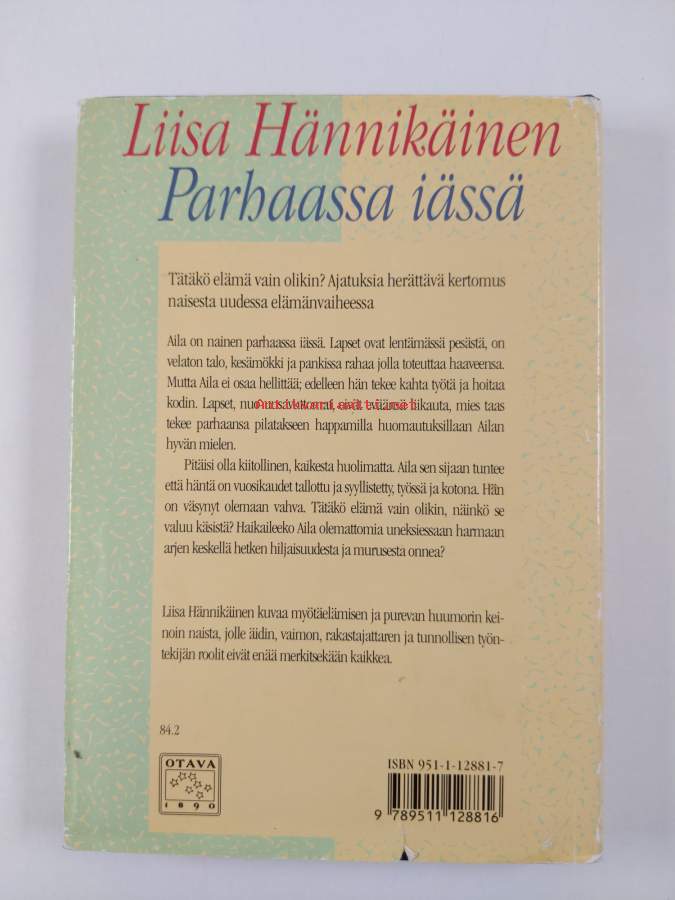 Liisa Hännikäinen
Parhaassa iässä
Tätäkö elämä vain olikin? Ajatuksia herättävä kertomus
naisesta uudessa elämänvaiheessa
Aila on nainen parhaassa iässä. Lapset ovat lentämässä pesästä, on
velaton talo, kesämökki ja pankissa rahaa jolla toteuttaa haaveensa.
Mutta Aila ei osaa hellittää; edelleen hän tekee kahta työtä ja hoitaa
kodin. Lapset, eivät eväänsä liikauta, mies taas
tekee parhaansa pilatakseen happamilla huomautuksillaan Ailan
hyvän mielen.
Pitäisi olla kiitollinen, kaikesta huolimatta. Aila sen sijaan tuntee
että häntä on vuosikaudet tallottu ja syyllistetty, työssä ja kotona. Hän
on väsynyt olemaan vahva. Tätäkö elämä vain olikin, näinkö se
valuu käsistä? Haikaileeko Aila olemattomia uneksiessaan harmaan
arjen keskellä hetken hiljaisuudesta ja murusesta onnea?
Liisa Hännikäinen kuvaa myötäelämisen ja purevan huumorin kei-
noin naista, jolle äidin, vaimon, rakastajattaren ja tunnollisen työn-
tekijän roolit eivät enää merkitsekään kaikkea.
84.2
OTAVA
1890
ISBN 951-1-12881-7
9 789511 128816